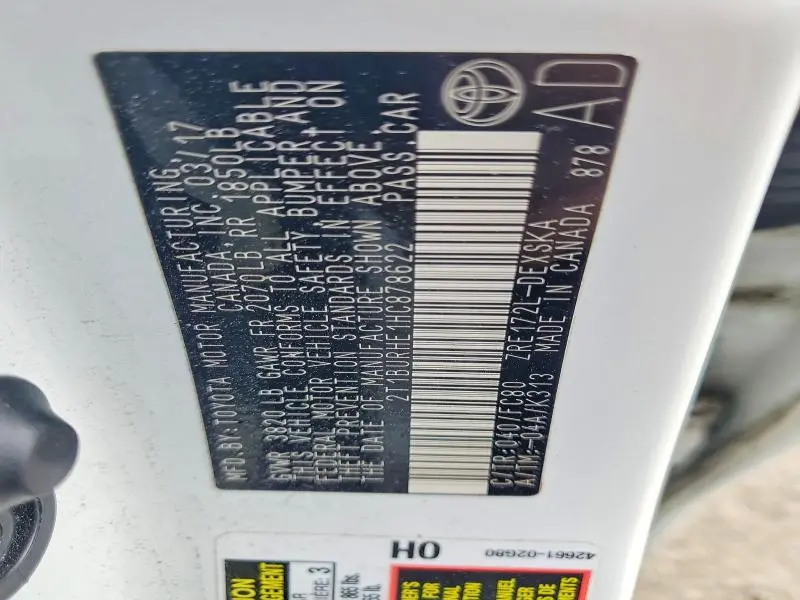 MFD.BY:TOYOTA MOTOR MANUFACTURING,
CANADA,INC.03/17
GVWR 3820LB GAWR FR 2070LB RR 1850LB
THIS VEHICLE CONFORMS TO ALL APPLICABLE
FEDERAL MOTOR VEHICLE SAFETY, BUMPER, AND
THEFT PREVENTION STANDARDS IN EFFECT ON
THE DATE OF MANUFACTURE SHOWN ABOVE.
2T1BURHE1HC878622 PASS.CAR
C/TR:040/FC80 ZRE172L-DEXSKA
A/TM:-04A/K313 MADE IN CANADA 878
AD
OH
42661-02G80
3
865 lbs.